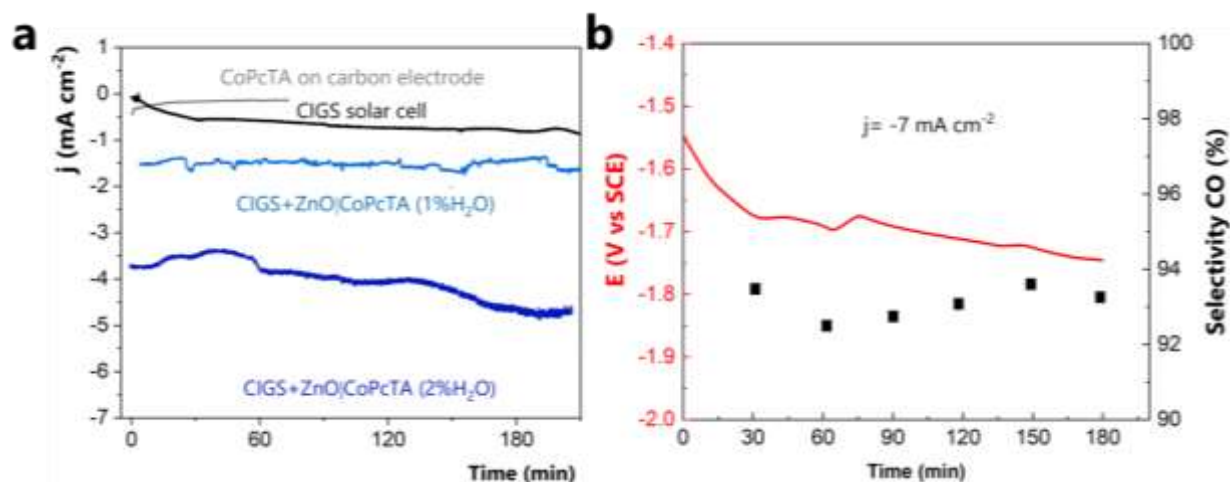 a
j (mA cm⁻²)
1
0
-1
-2
-3
-4
-5
-6
-7
CoPcTA on carbon electrode
CIGS solar cell
CIGS+ZnO|CoPcTA (1%H₂O)
CIGS+ZnO|CoPcTA (2%H₂O)
0 60 120 180
Time (min)
b
E (V vs SCE)
-1.4
-1.5
-1.6
-1.7
-1.8
-1.9
-2.0
j= -7 mA cm⁻²
0 30 60 90 120 150 180
Time (min)
100
98
96
94
92
90
Selectivity CO (%)